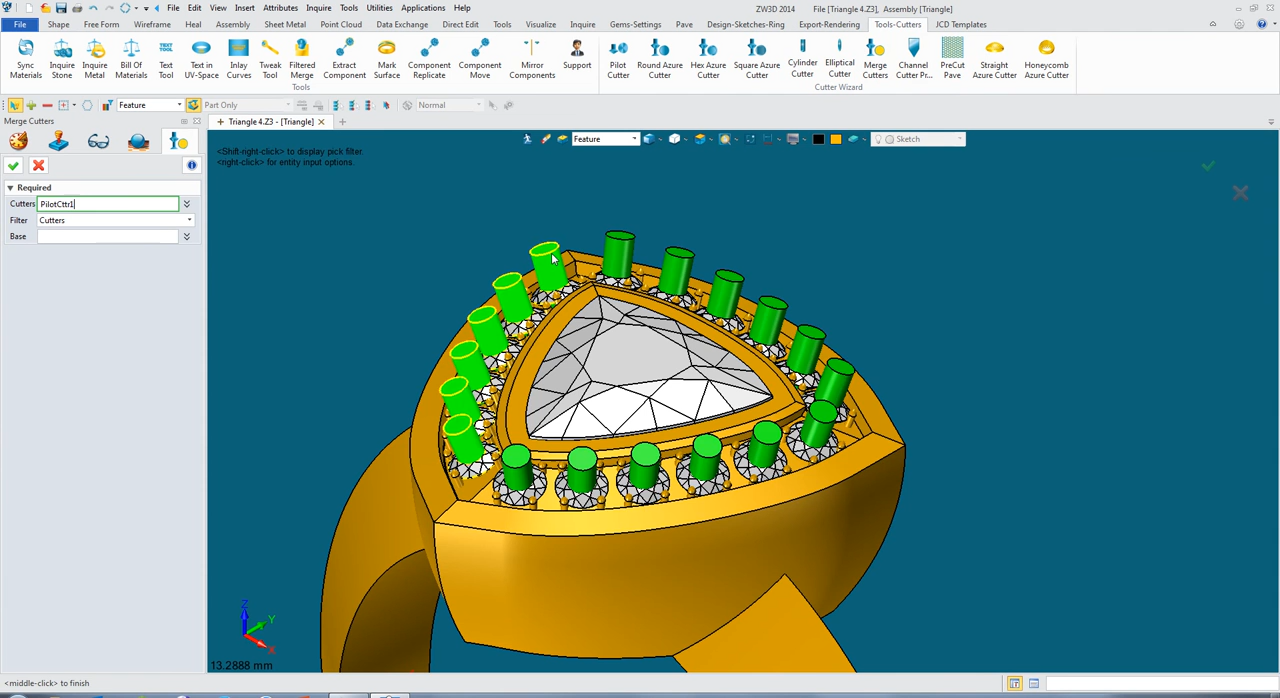 File Edit View Insert Attributes Inquire Tools Utilities Applications Help
ZW3D 2014 File [Triangle 4.Z3], Assembly [Triangle]
File Shape Free Form Wireframe Heal Assembly Sheet Metal Point Cloud Data Exchange Direct Edit Tools Visualize Inquire Gems-Settings Pave Design-Sketches-Ring Export-Rendering Tools-Cutters JCD Templates
Sync Materials
Inquire Stone
Inquire Metal
Bill Of Materials
TEXT TOOL
Text Tool
Text in UV-Space
Inlay Curves
Tweak Tool
Filtered Merge
Extract Component
Mark Surface
Component Replicate
Component Move
Mirror Components
Support
Pilot Cutter
Round Azure Cutter
Hex Azure Cutter
Square Azure Cutter
Cylinder Cutter
Elliptical Cutter
Merge Cutters
Channel Cutter Pr...
PreCut Pave
Straight Azure Cutter
Honeycomb Azure Cutter
Tools
Cutter Wizard
Feature Part Only Normal
Merge Cutters
Triangle 4.Z3 - [Triangle]
Feature Sketch
<Shift-right-click> to display pick filter.
<right-click> for entity input options.
Required
Cutters PilotCttr1
Filter Cutters
Base
Z
Y
X
13.2888 mm
<middle-click> to finish